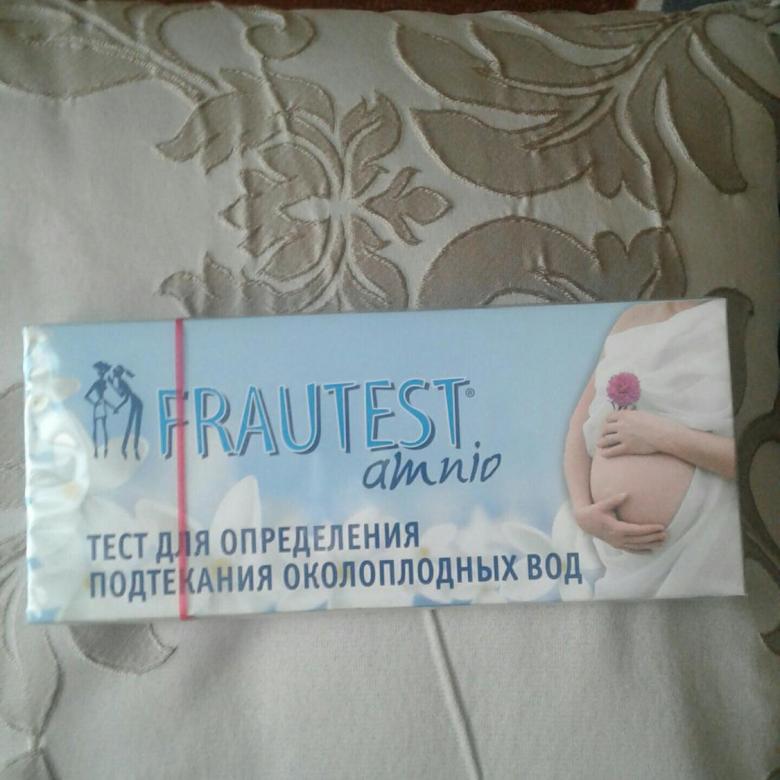 FRAUTEST®
amnio
ТЕСТ ДЛЯ ОПРЕДЕЛЕНИЯ
ПОДТЕКАНИЯ ОКОЛОПЛОДНЫХ ВОД